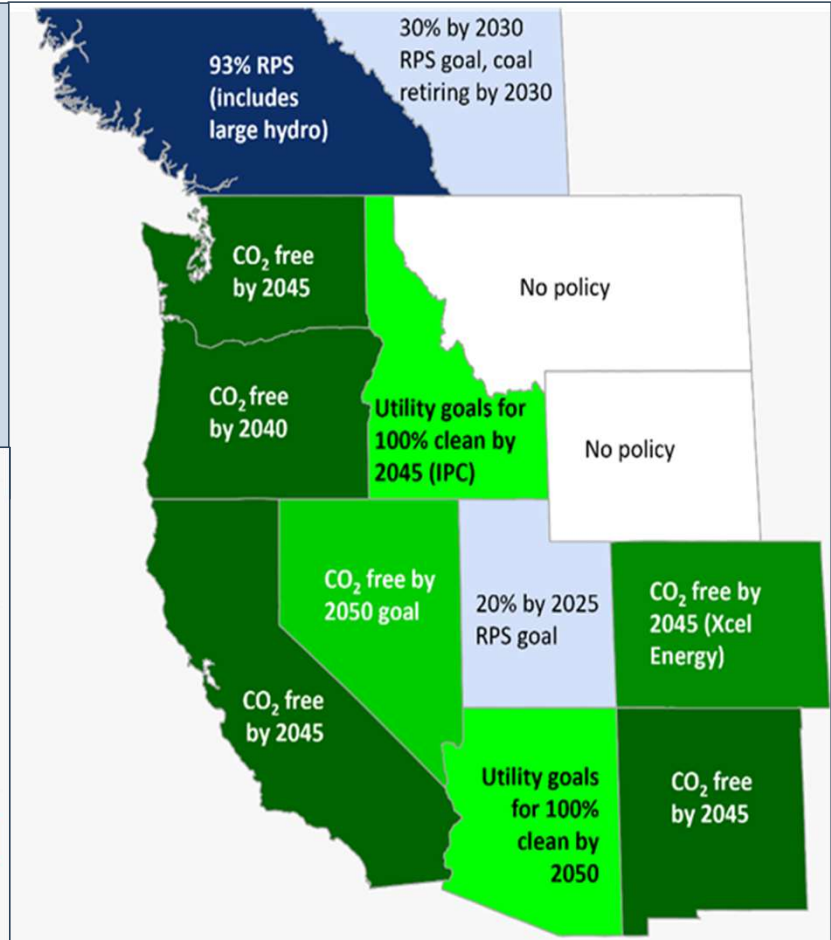 93% RPS
(includes
large hydro)
30% by 2030
RPS goal, coal
retiring by 2030
CO₂ free
by 2045
No policy
CO₂ free
by 2040
Utility goals for
100% clean by
2045 (IPC)
No policy
CO₂ free by
2050 goal
20% by 2025
RPS goal
CO₂ free by
2045 (Xcel
Energy)
CO₂ free
by 2045
Utility goals
for 100%
clean by
2050
CO₂ free
by 2045